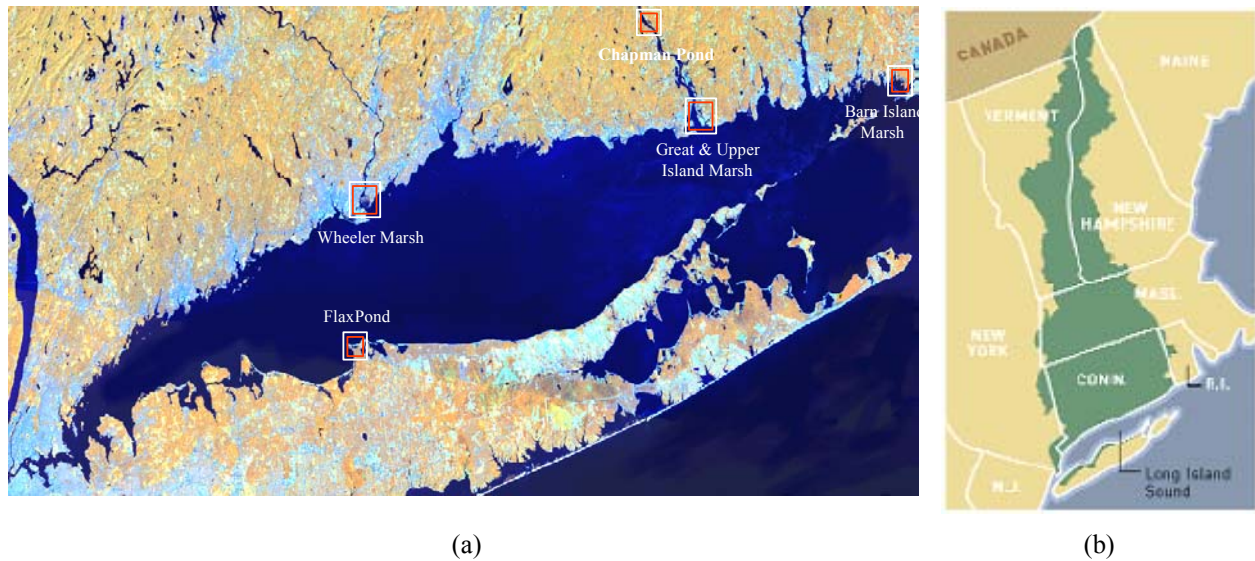 Chapman Pond
Barn Island
Marsh
Great & Upper
Island Marsh
Wheeler Marsh
FlaxPond
(a)
CANADA
MAINE
VERMONT
NEW
HAMPSHIRE
MASS.
NEW
YORK
CONN.
R.I.
Long Island
Sound
N.J.
(b)